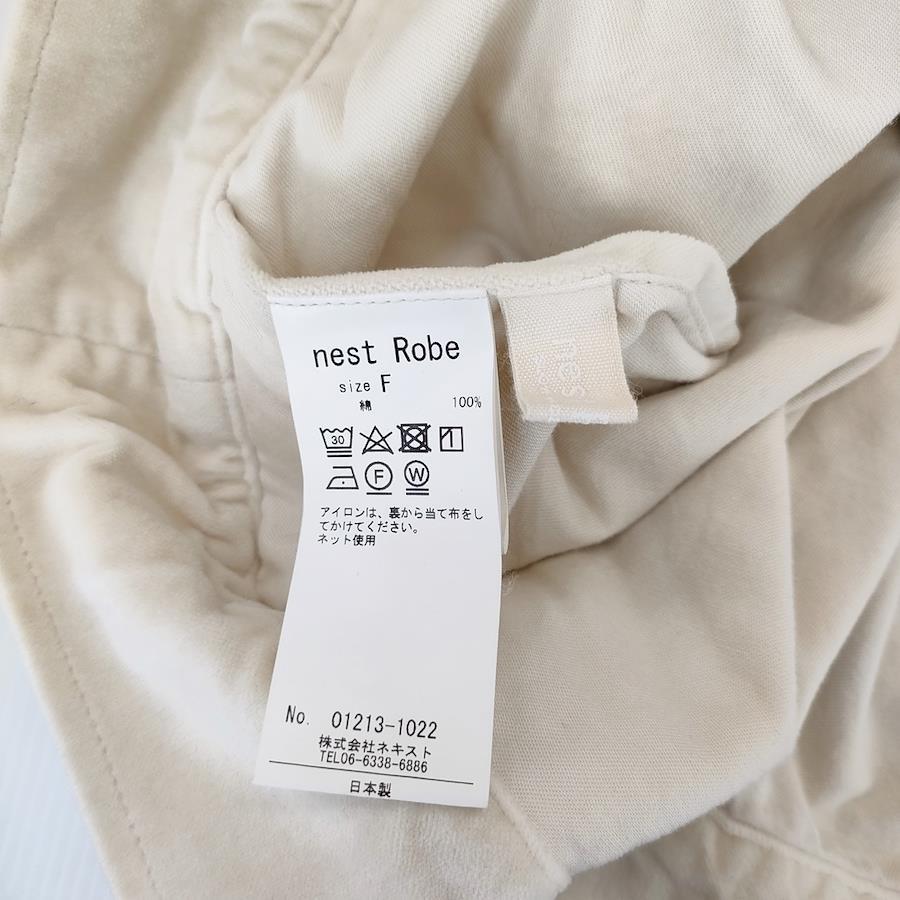 nest Robe
size F
綿 100%
30
F W
アイロンは、裏から当て布をし
てかけてください。
ネット使用
No. 01213-1022
株式会社ネキスト
TEL06-6338-6886
日本製
nes